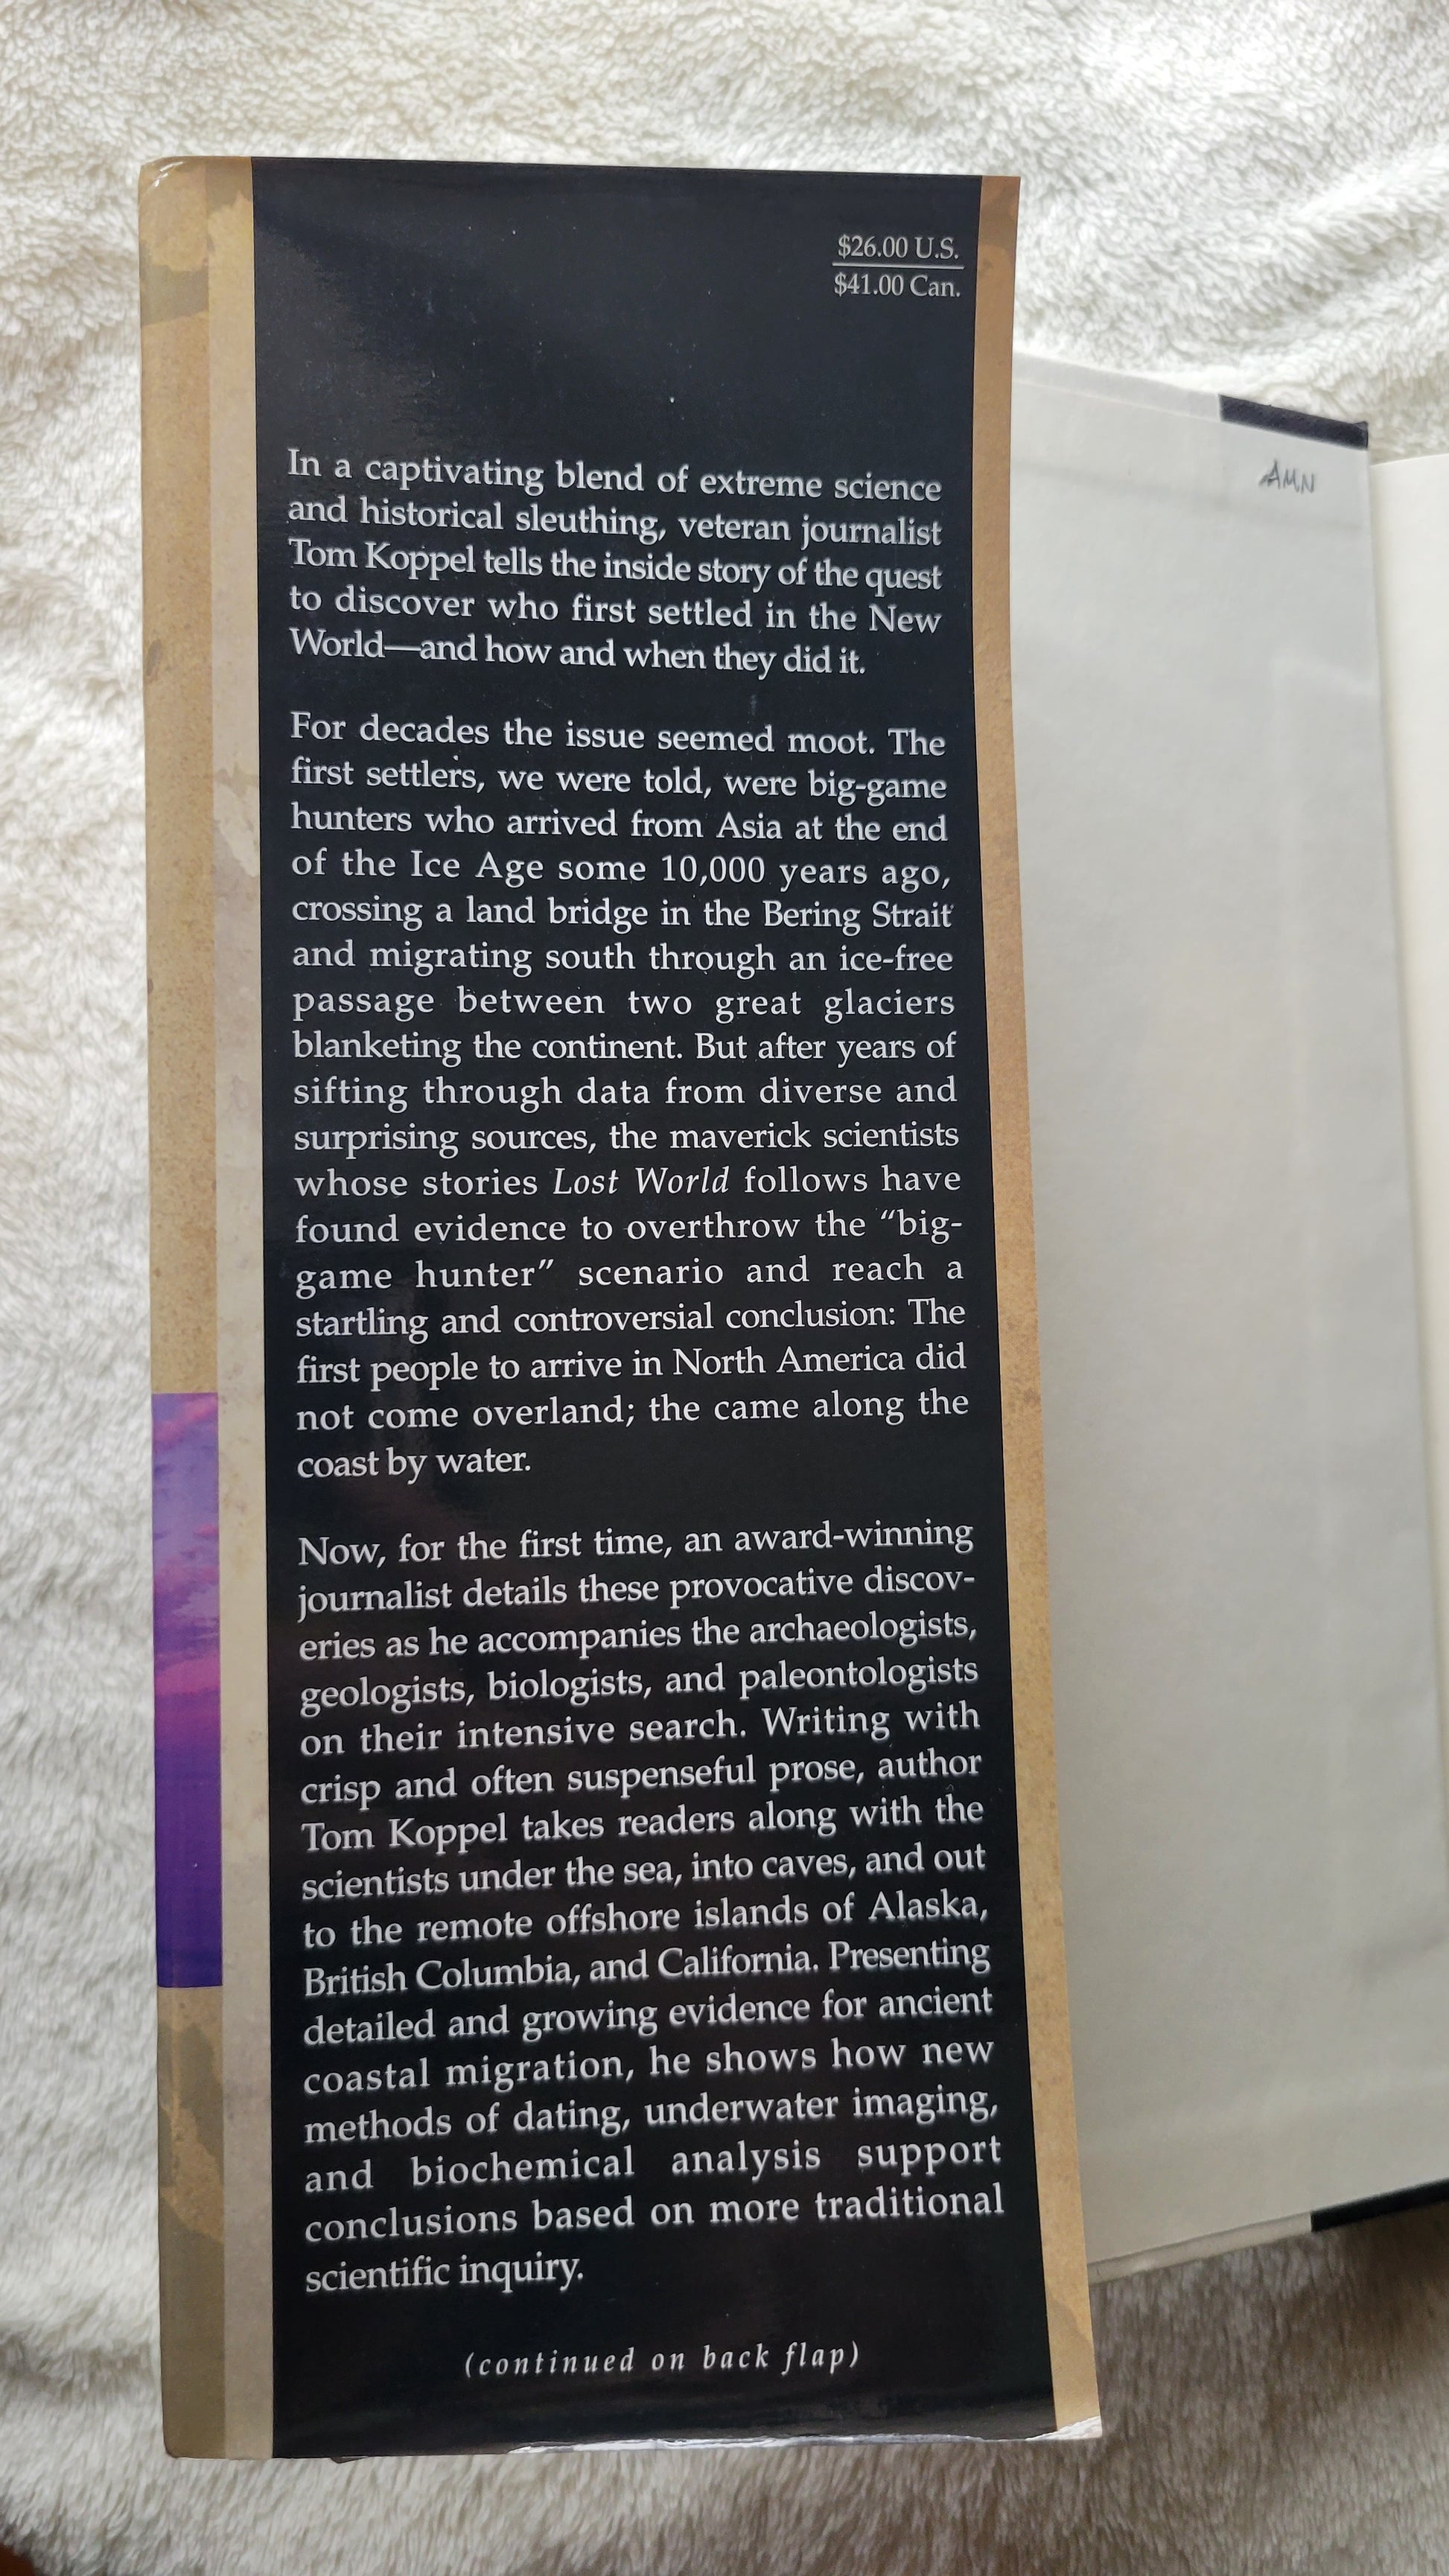 $26.00 U.S.
$41.00 Can.
AMN
In a captivating blend of extreme science
and historical sleuthing, veteran journalist
Tom Koppel tells the inside story of the quest
to discover who first settled in the New
World—and how and when they did it.
For decades the issue seemed moot. The
first settlers, we were told, were big-game
hunters who arrived from Asia at the end
of the Ice Age some 10,000 years ago,
crossing a land bridge in the Bering Strait
and migrating south through an ice-free
passage between two great glaciers
blanketing the continent. But after years of
sifting through data from diverse and
surprising sources, the maverick scientists
whose stories Lost World follows have
found evidence to overthrow the “big-
game hunter” scenario and reach a
startling and controversial conclusion: The
first people to arrive in North America did
not come overland; the came along the
coast by water.
Now, for the first time, an award-winning
journalist details these provocative discov-
eries as he accompanies the archaeologists,
geologists, biologists, and paleontologists
on their intensive search. Writing with
crisp and often suspenseful prose, author
Tom Koppel takes readers along with the
scientists under the sea, into caves, and out
to the remote offshore islands of Alaska,
British Columbia, and California. Presenting
detailed and growing evidence for ancient
coastal migration, he shows how new
methods of dating, underwater imaging,
and biochemical analysis support
conclusions based on more traditional
scientific inquiry.
(continued on back flap)